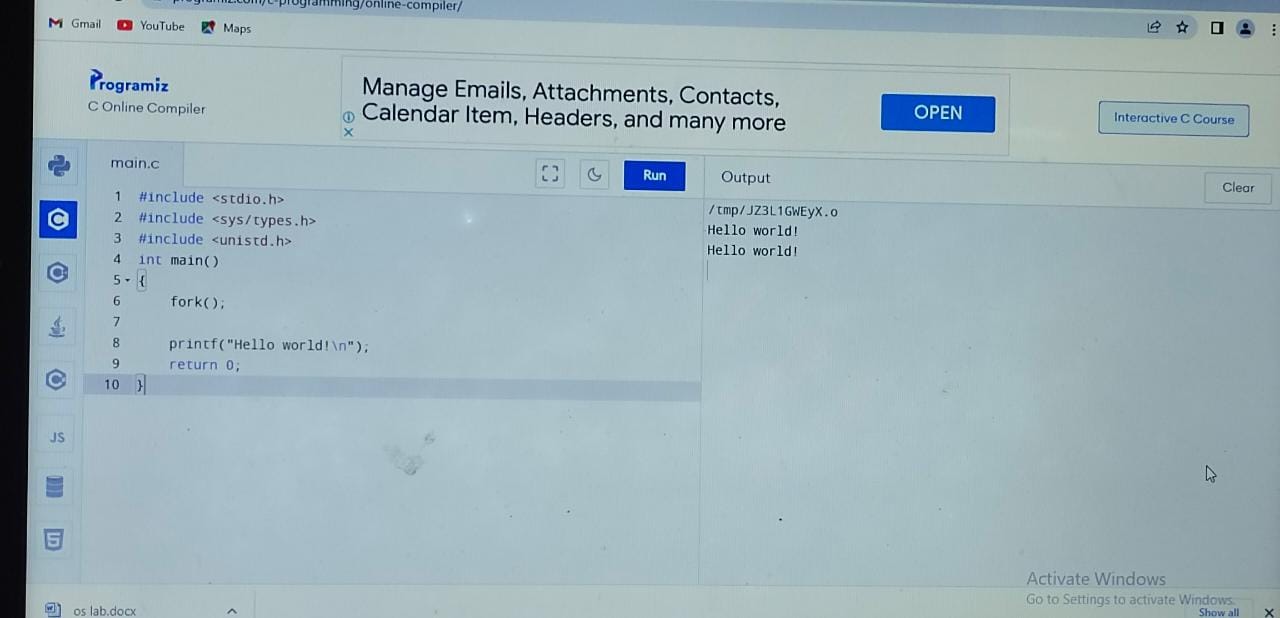 programiz.com/c-programming/online-compiler/
Gmail YouTube Maps
Programiz
C Online Compiler
Manage Emails, Attachments, Contacts,
Calendar Item, Headers, and many more
OPEN
Interactive C Course
main.c
Run
Output
Clear
1 #include <stdio.h>
2 #include <sys/types.h>
3 #include <unistd.h>
4 int main()
5 {
6 fork();
7
8 printf("Hello world!\n");
9 return 0;
10 }
/tmp/JZ3L1GWEyX.o
Hello world!
Hello world!
JS
Activate Windows
Go to Settings to activate Windows.
os lab.docx
Show all